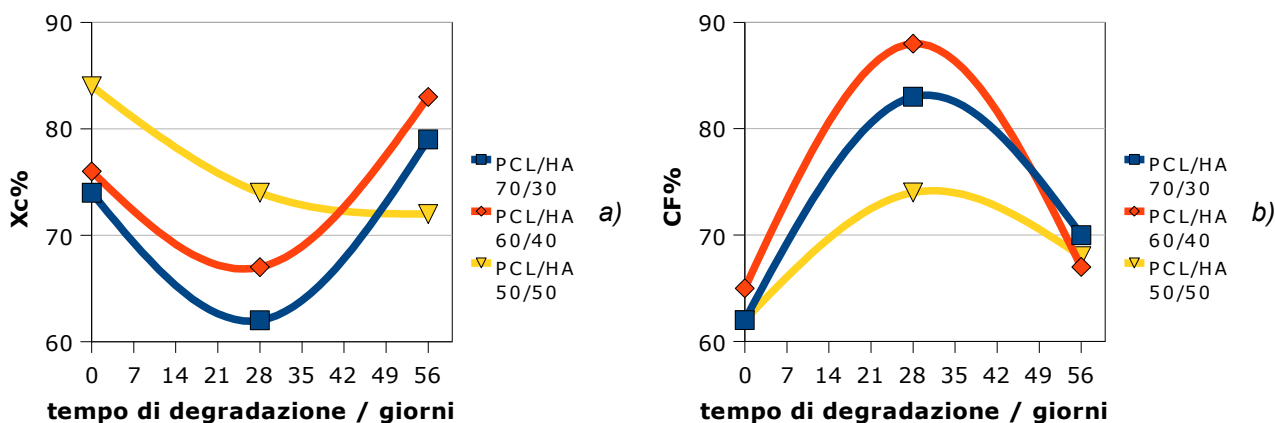 90
80
70
60
Xc%
0 7 14 21 28 35 42 49 56
tempo di degradazione / giorni
PCL/HA
70/30
PCL/HA
60/40
PCL/HA
50/50
a)
90
80
70
60
CF%
0 7 14 21 28 35 42 49 56
tempo di degradazione / giorni
PCL/HA
70/30
PCL/HA
60/40
PCL/HA
50/50
b)